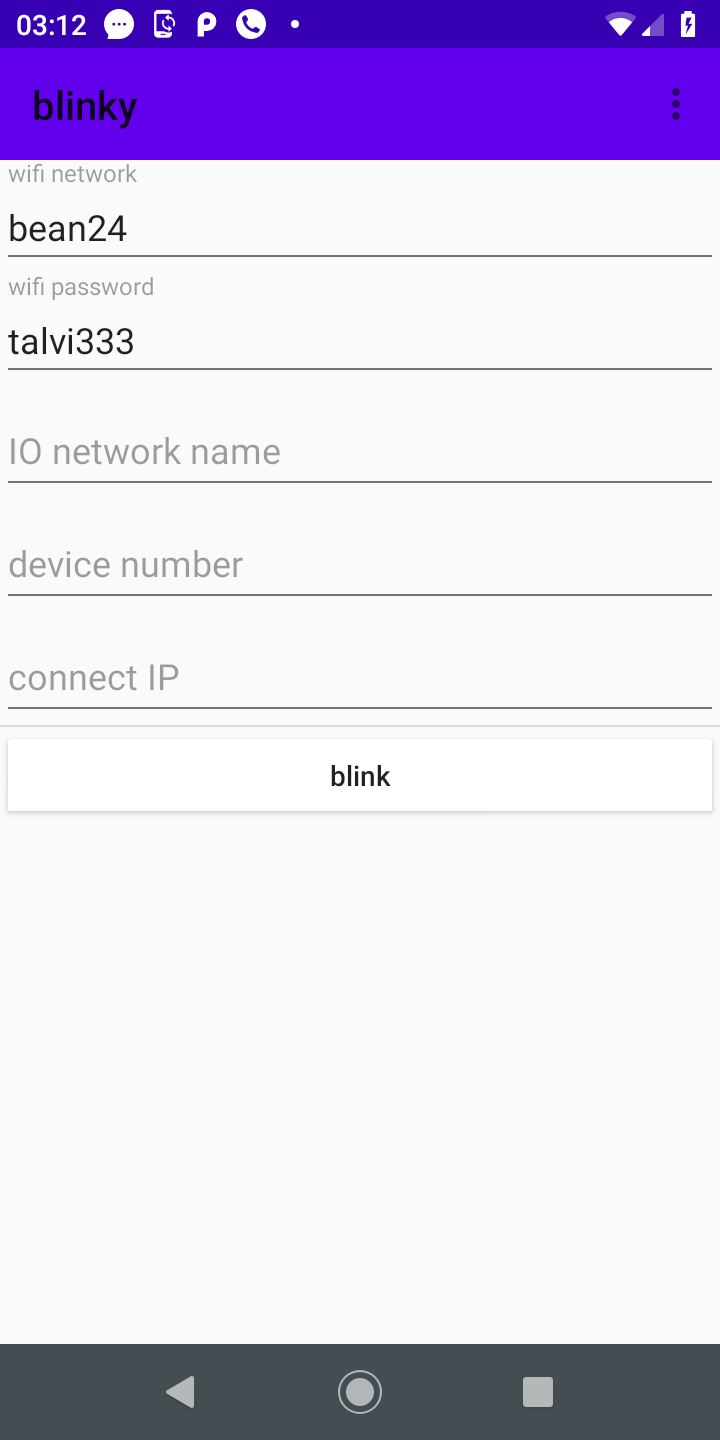 03:12
blinky
wifi network
bean24
wifi password
talvi333
IO network name
device number
connect IP
blink